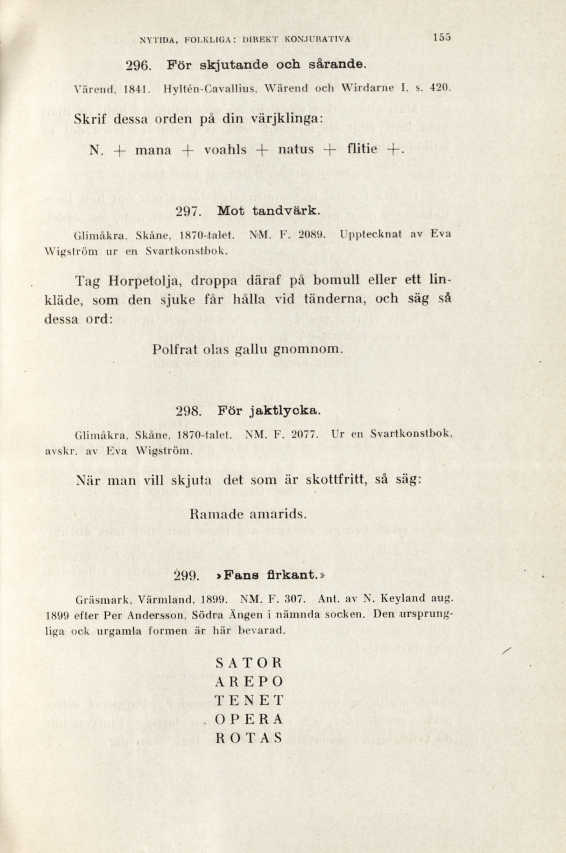 NYTIDA, FOLKLIGA: DIREKT KONJURATIVA 155
296. För skjutande och sårande.
Värend, 1841. Hyltén-Cavallius, Wärend och Wirdarne I, s. 420.
Skrif dessa orden på din värjklinga:
N. + mana + voahls + natus + flitie +.
297. Mot tandvärk.
Glimåkra, Skåne, 1870-talet. NM. F. 2089. Upptecknat av Eva
Wigström ur en Svartkonstbok.
Tag Horpetolja, droppa däraf på bomull eller ett lin-
kläde, som den sjuke får hålla vid tänderna, och säg så
dessa ord:
Polfrat olas gallu gnomnom.
298. För jaktlycka.
Glimåkra, Skåne, 1870-talet. NM. F. 2077. Ur en Svartkonstbok,
avskr. av Eva Wigström.
När man vill skjuta det som är skottfritt, så säg:
Ramade amarids.
299. »Fans firkant.»
Gräsmark, Värmland, 1899. NM. F. 307. Ant. av N. Keyland aug.
1899 efter Per Andersson, Södra Ängen i nämnda socken. Den ursprung-
liga ock urgamla formen är här bevarad.
S A T O R
A R E P O
T E N E T
O P E R A
R O T A S